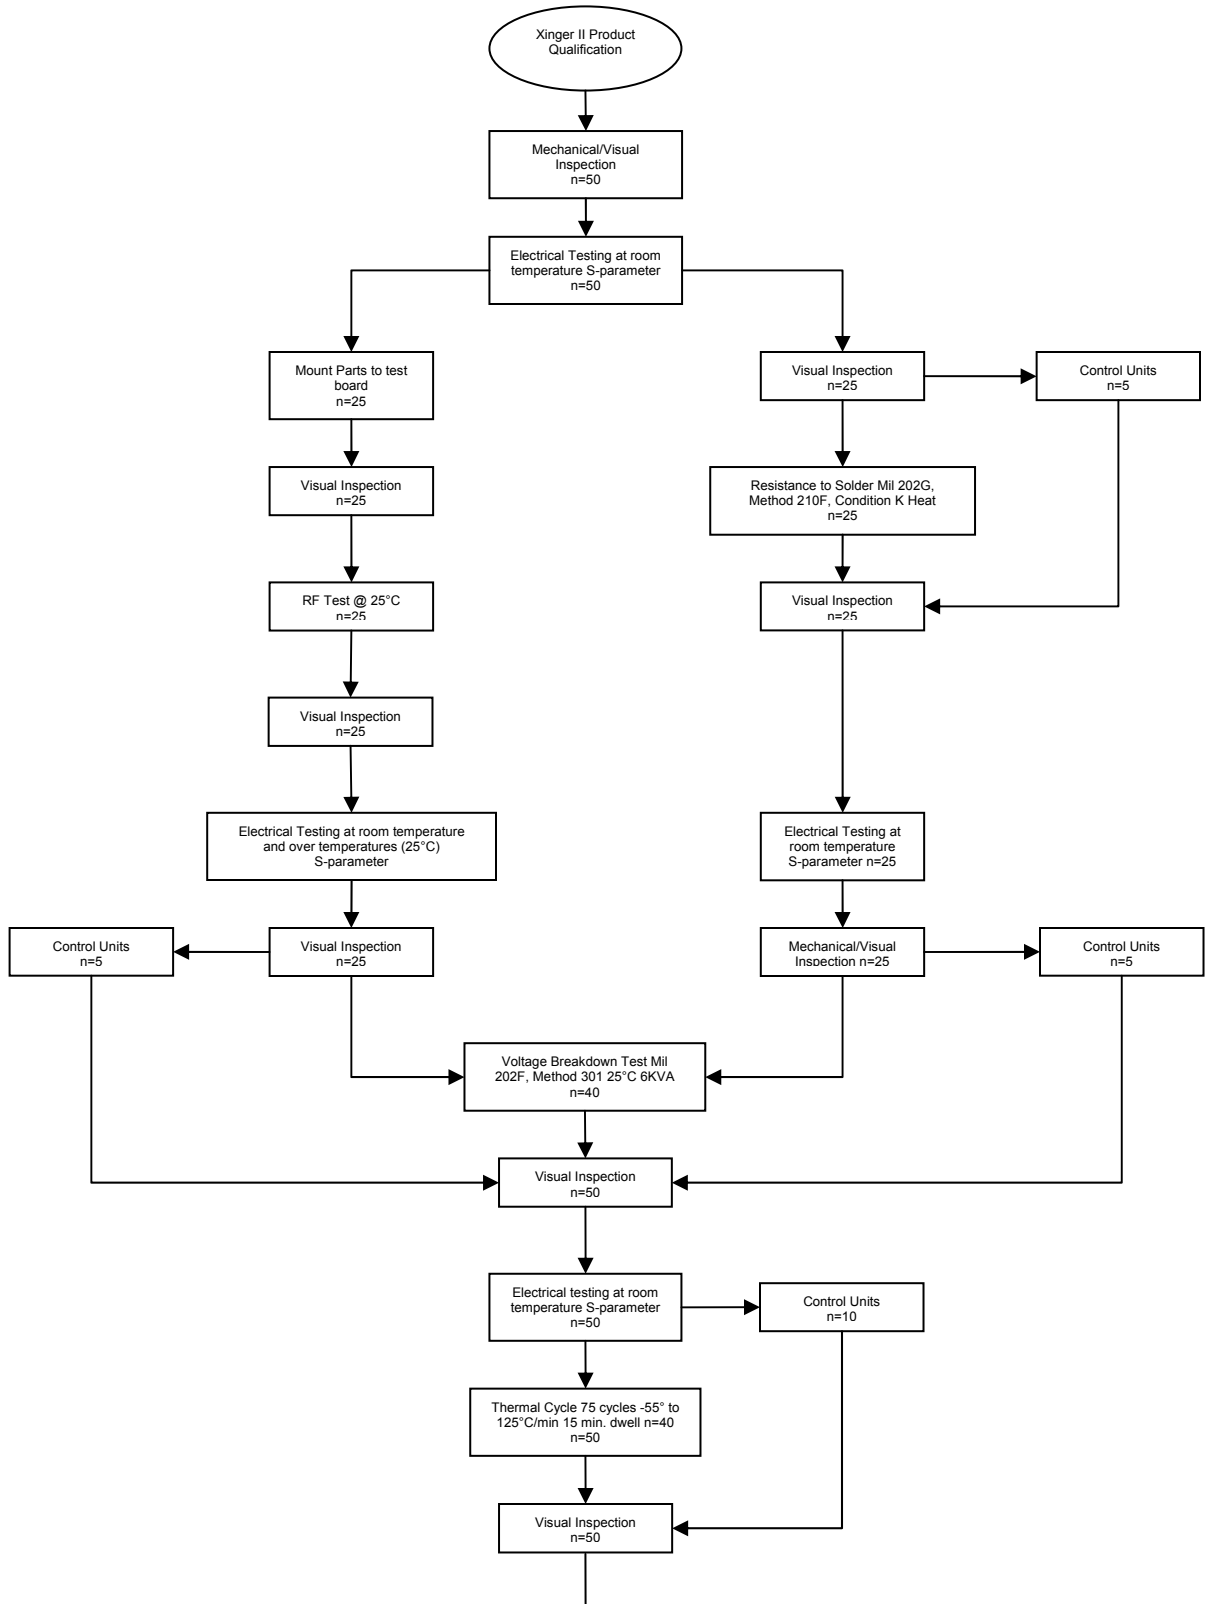 Xinger II Product
Qualification
Mechanical/Visual
Inspection
n=50
Electrical Testing at room
temperature S-parameter
n=50
Mount Parts to test
board
n=25
Visual Inspection
n=25
Control Units
n=5
Visual Inspection
n=25
Resistance to Solder Mil 202G,
Method 210F, Condition K Heat
n=25
RF Test @ 25°C
n=25
Visual Inspection
n=25
Visual Inspection
n=25
Electrical Testing at room temperature
and over temperatures (25°C)
S-parameter
Electrical Testing at
room temperature
S-parameter n=25
Control Units
n=5
Visual Inspection
n=25
Mechanical/Visual
Inspection n=25
Control Units
n=5
Voltage Breakdown Test Mil
202F, Method 301 25°C 6KVA
n=40
Visual Inspection
n=50
Electrical testing at room
temperature S-parameter
n=50
Control Units
n=10
Thermal Cycle 75 cycles -55° to
125°C/min 15 min. dwell n=40
n=50
Visual Inspection
n=50